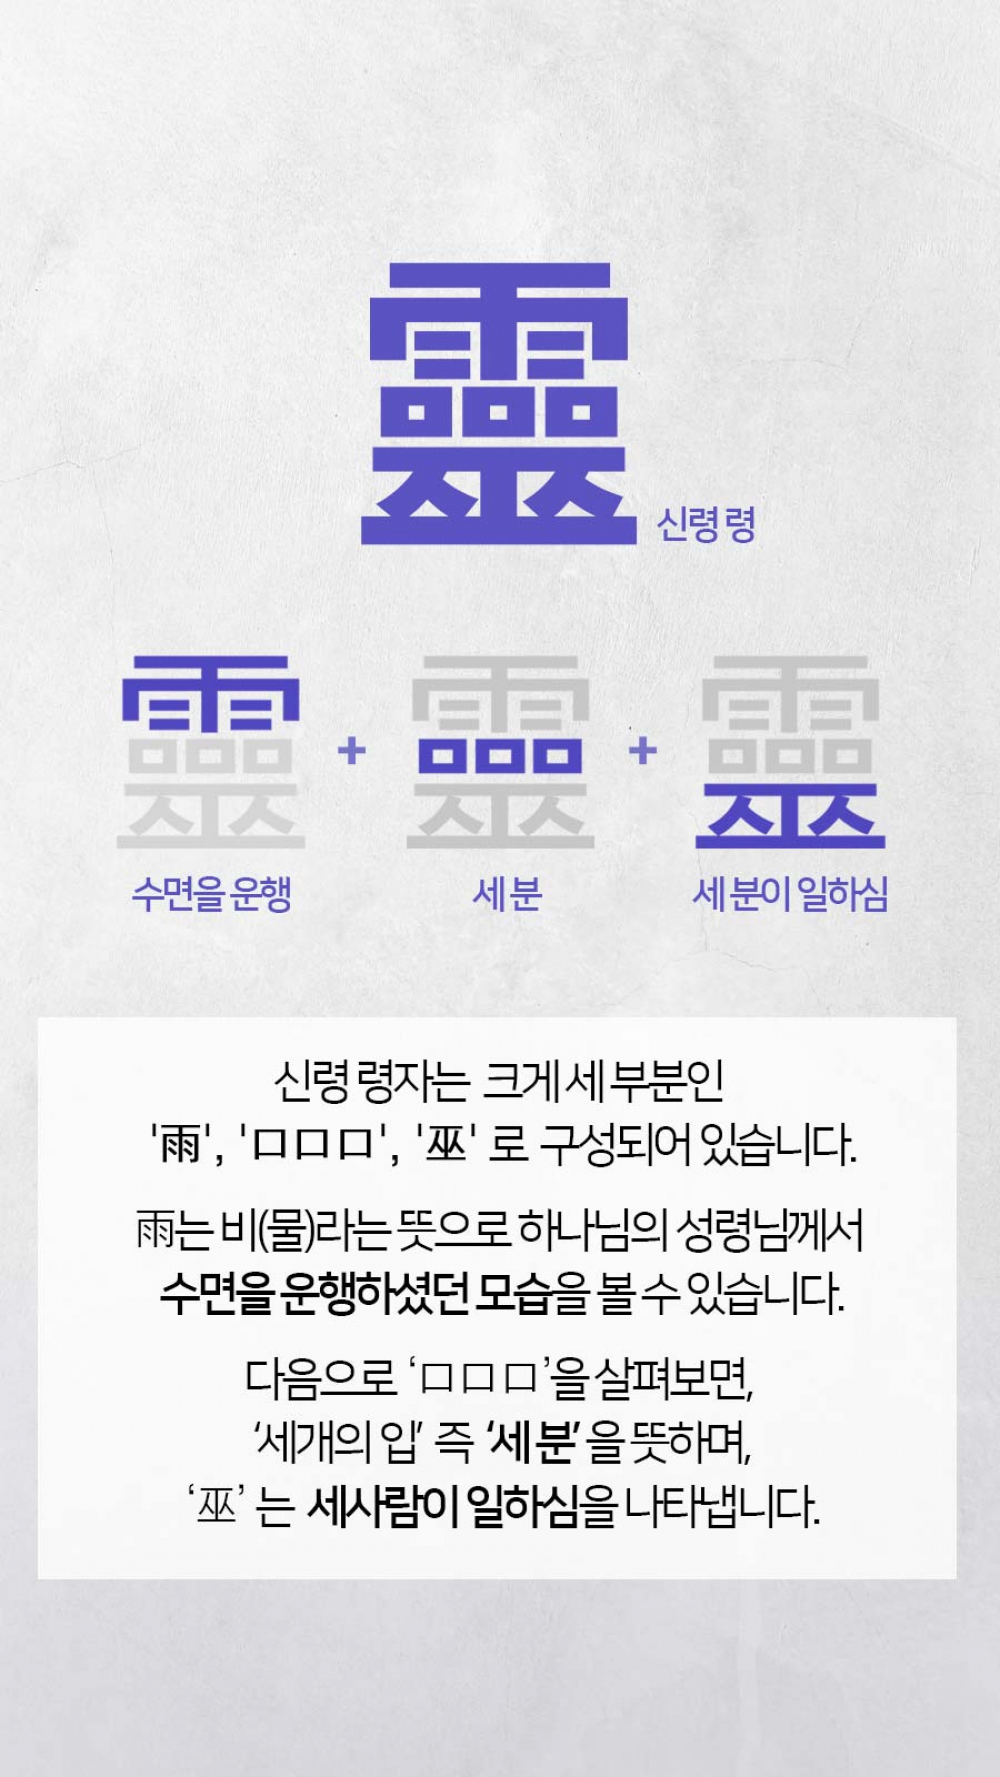 靈
신령 령
靈 + 靈 + 靈
수면을 운행
세 분
세 분이 일하심
신령 령자는 크게 세 부분인
'雨', 'ㅁㅁㅁ', '巫' 로 구성되어 있습니다.
雨는 비(물)라는 뜻으로 하나님의 성령님께서
수면을 운행하셨던 모습을 볼 수 있습니다.
다음으로 ‘ㅁㅁㅁ’을 살펴보면,
‘세개의 입’ 즉 ‘세 분’ 을 뜻하며,
‘巫’ 는 세사람이 일하심을 나타냅니다.